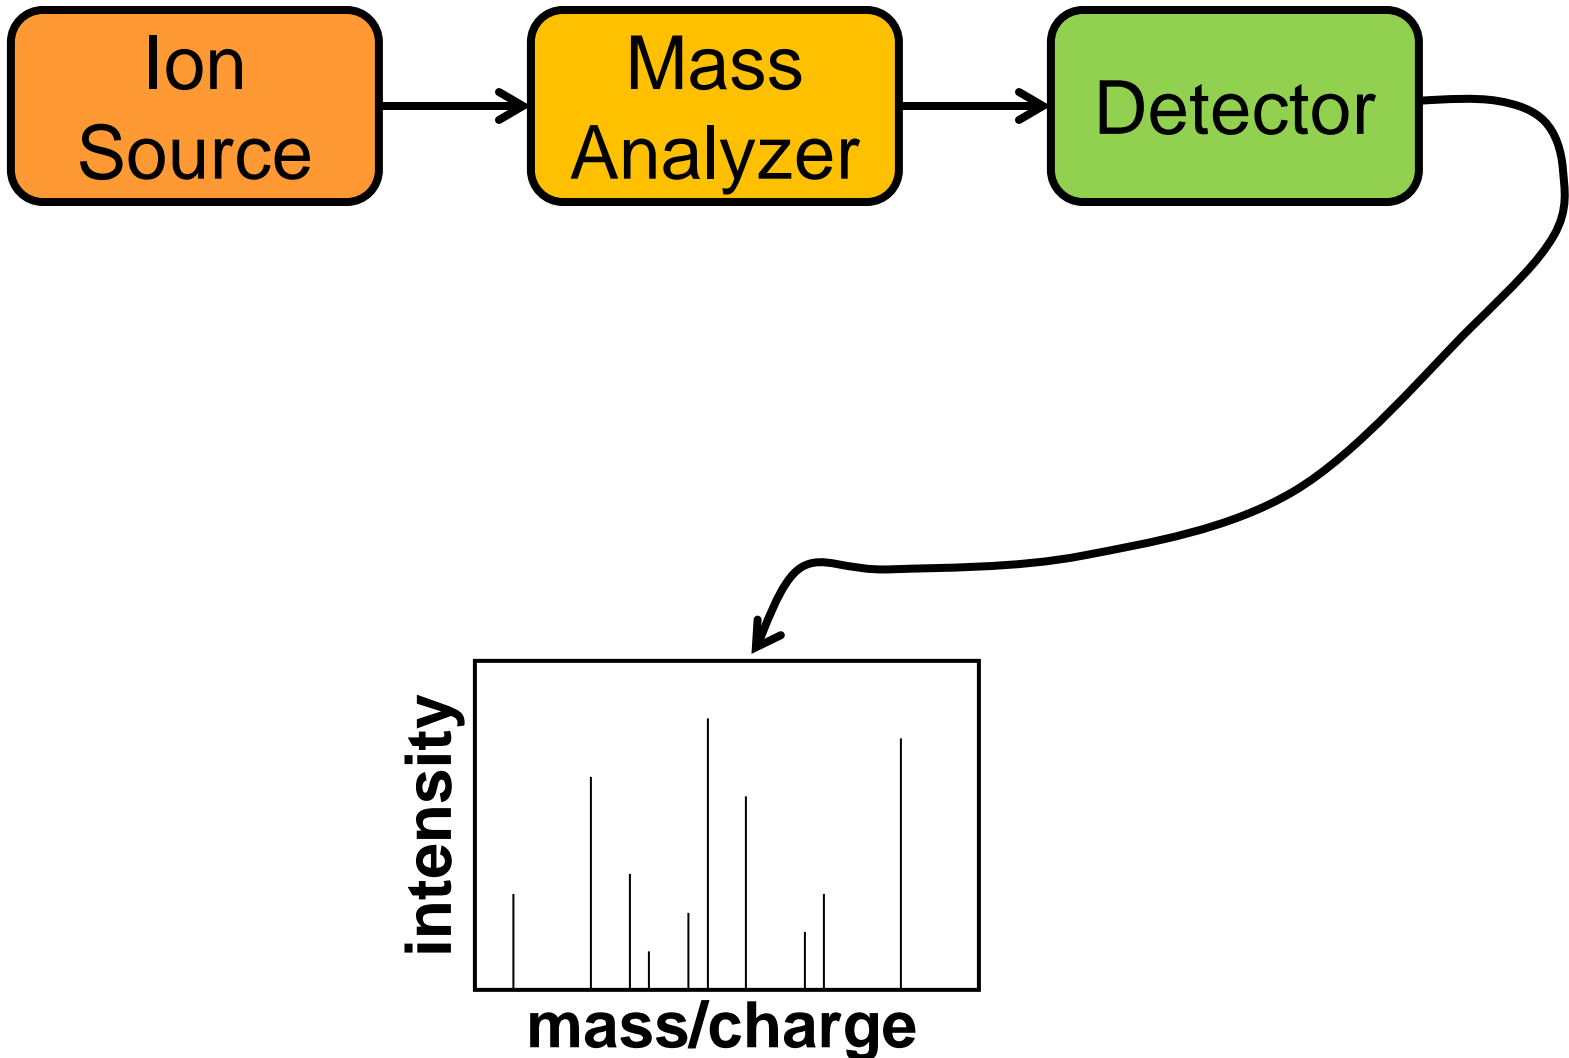 Ion
Source
Mass
Analyzer
Detector
intensity
mass/charge